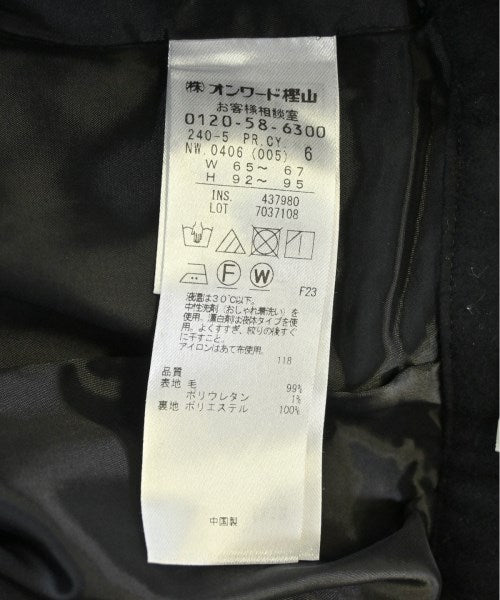 ㈱オンワード樫山
お客様相談室
0120-58-6300
240-5 PR.CY. 6
NW.0406 (005)
W 65～ 67
H 92～ 95
INS. 437980
LOT 7037108
F W
F23
液温は30℃以下。
中性洗剤（おしゃれ着洗い）を
使用。漂白剤は液体タイプを使
用。よくすすぎ、絞りの後すぐ
に干すこと。
アイロンはあて布使用。
118
品質
表地 毛 99%
ポリウレタン 1%
裏地 ポリエステル 100%
中国製